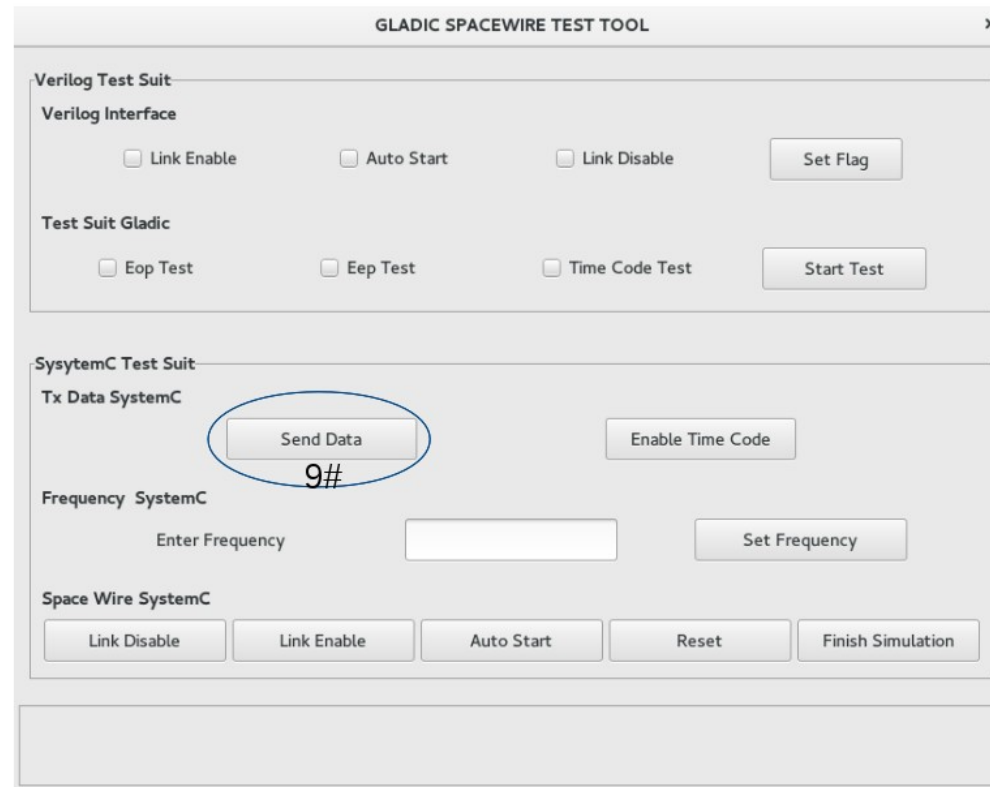 GLADIC SPACEWIRE TEST TOOL
Verilog Test Suit
Verilog Interface
Link Enable Auto Start Link Disable Set Flag
Test Suit Gladic
Eop Test Eep Test Time Code Test Start Test
SysytemC Test Suit
Tx Data SystemC
Send Data Enable Time Code
9#
Frequency SystemC
Enter Frequency Set Frequency
Space Wire SystemC
Link Disable Link Enable Auto Start Reset Finish Simulation